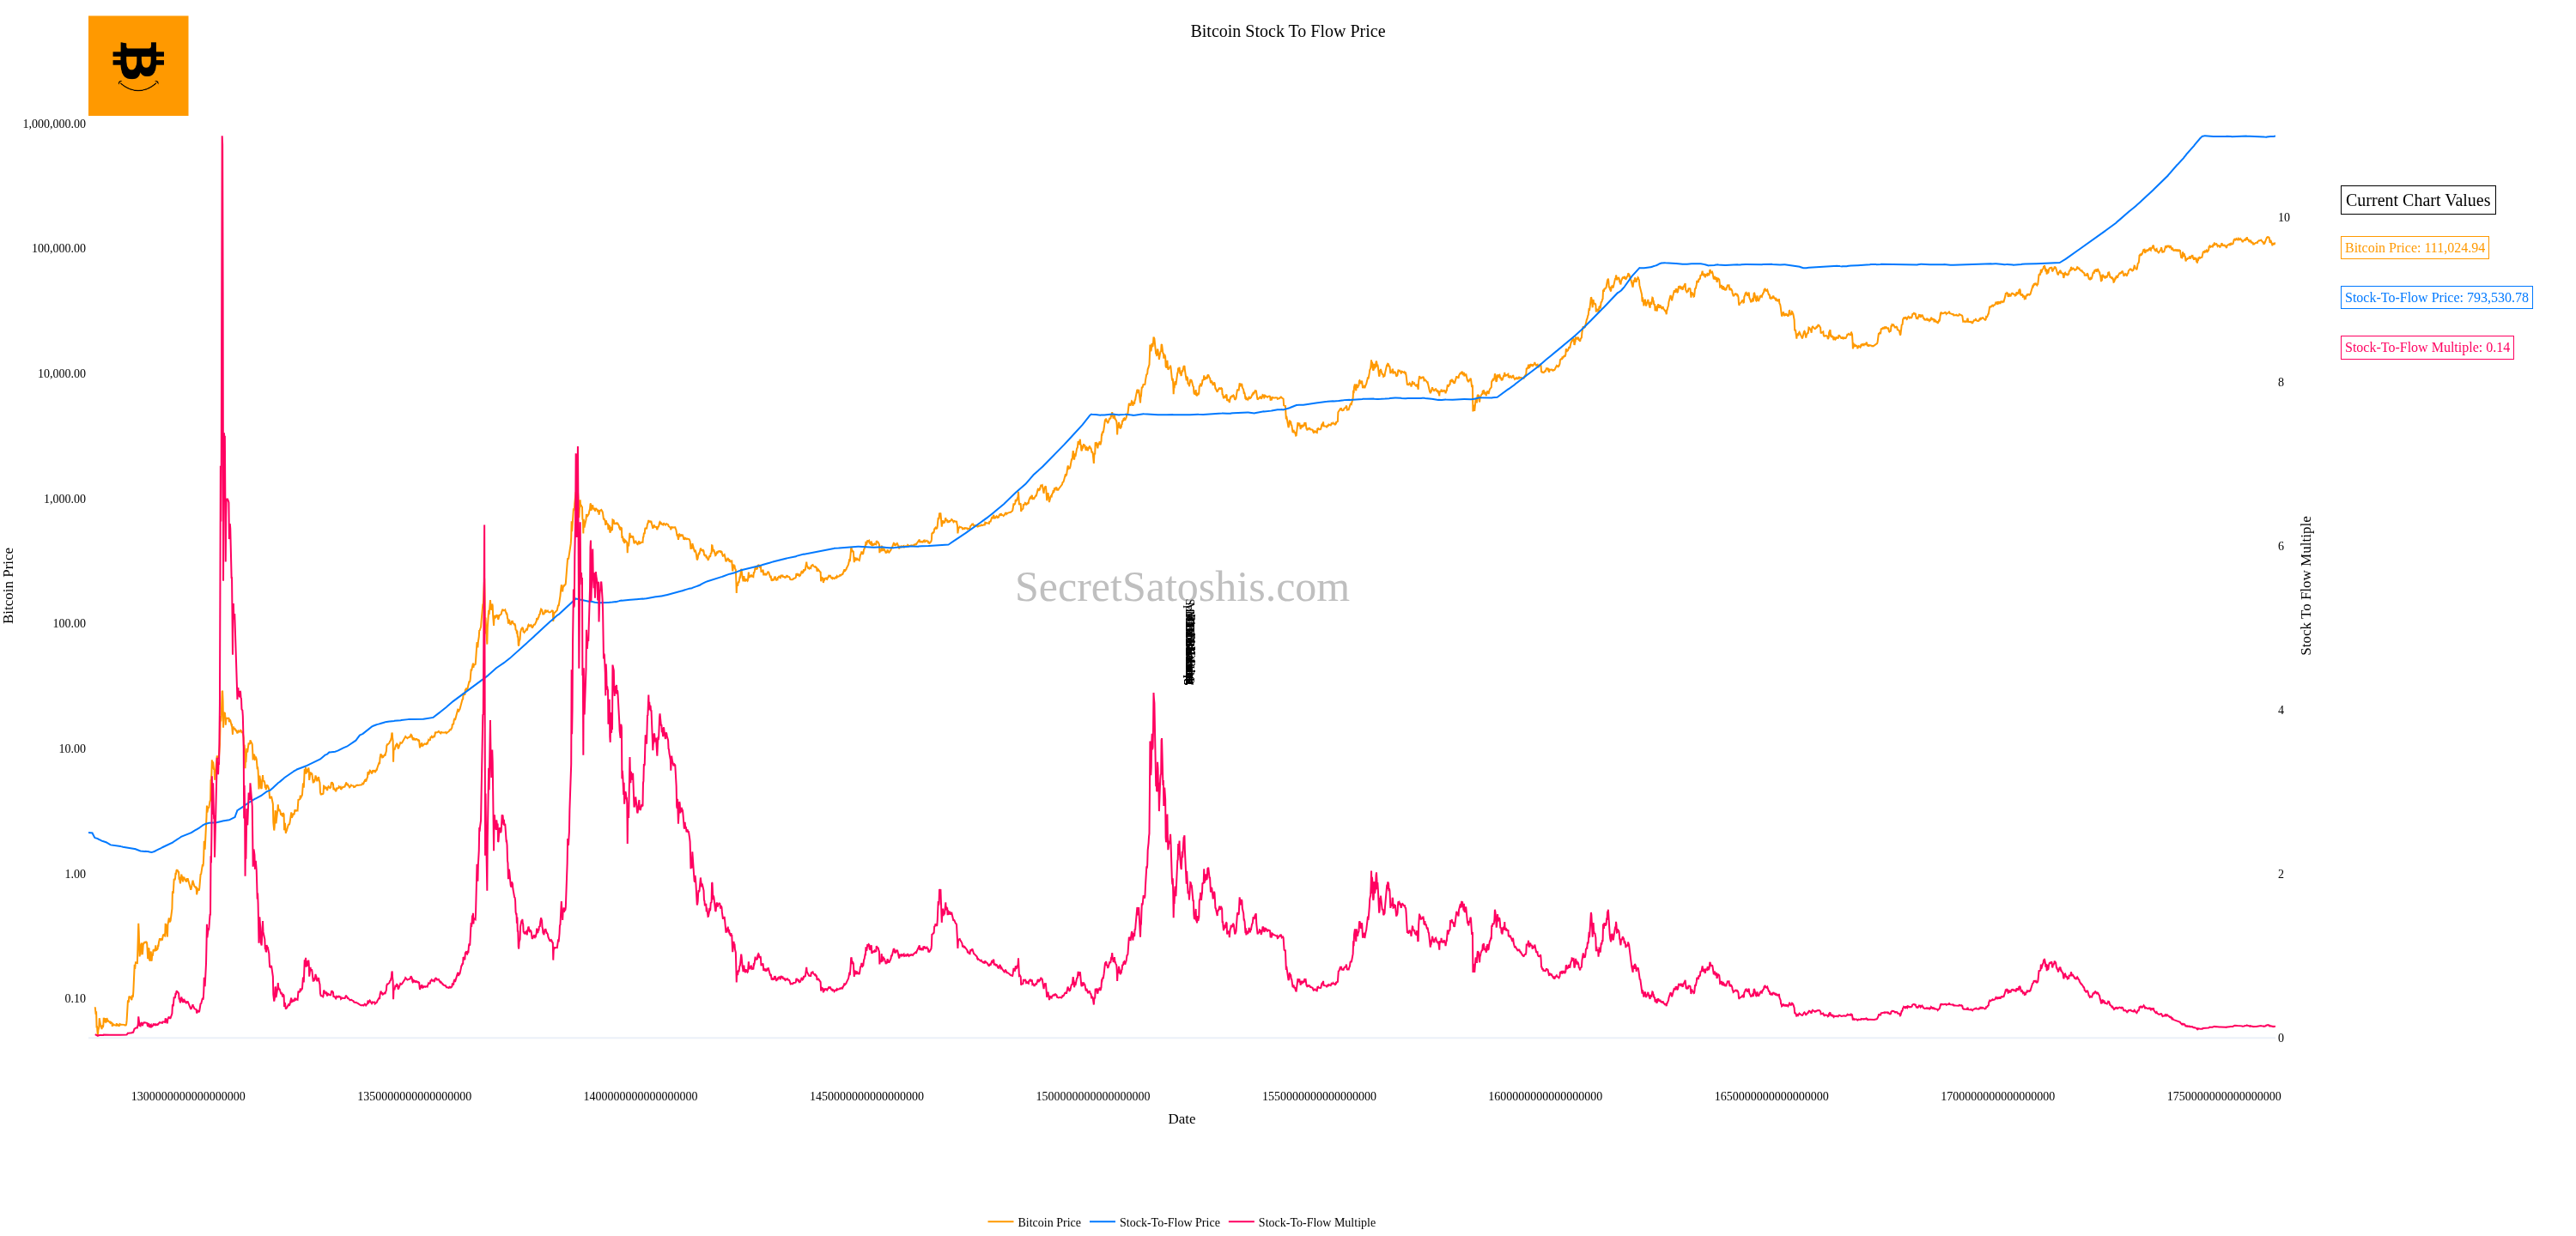 Bitcoin Stock To Flow Price
1,000,000.00
100,000.00
10,000.00
1,000.00
100.00
10.00
1.00
0.10
Bitcoin Price
10
8
6
4
2
0
Stock To Flow Multiple
Current Chart Values
Bitcoin Price: 111,024.94
Stock-To-Flow Price: 793,530.78
Stock-To-Flow Multiple: 0.14
SecretSatoshis.com
1300000000000000000
1350000000000000000
1400000000000000000
1450000000000000000
1500000000000000000
1550000000000000000
1600000000000000000
1650000000000000000
1700000000000000000
1750000000000000000
Date
Bitcoin Price
Stock-To-Flow Price
Stock-To-Flow Multiple